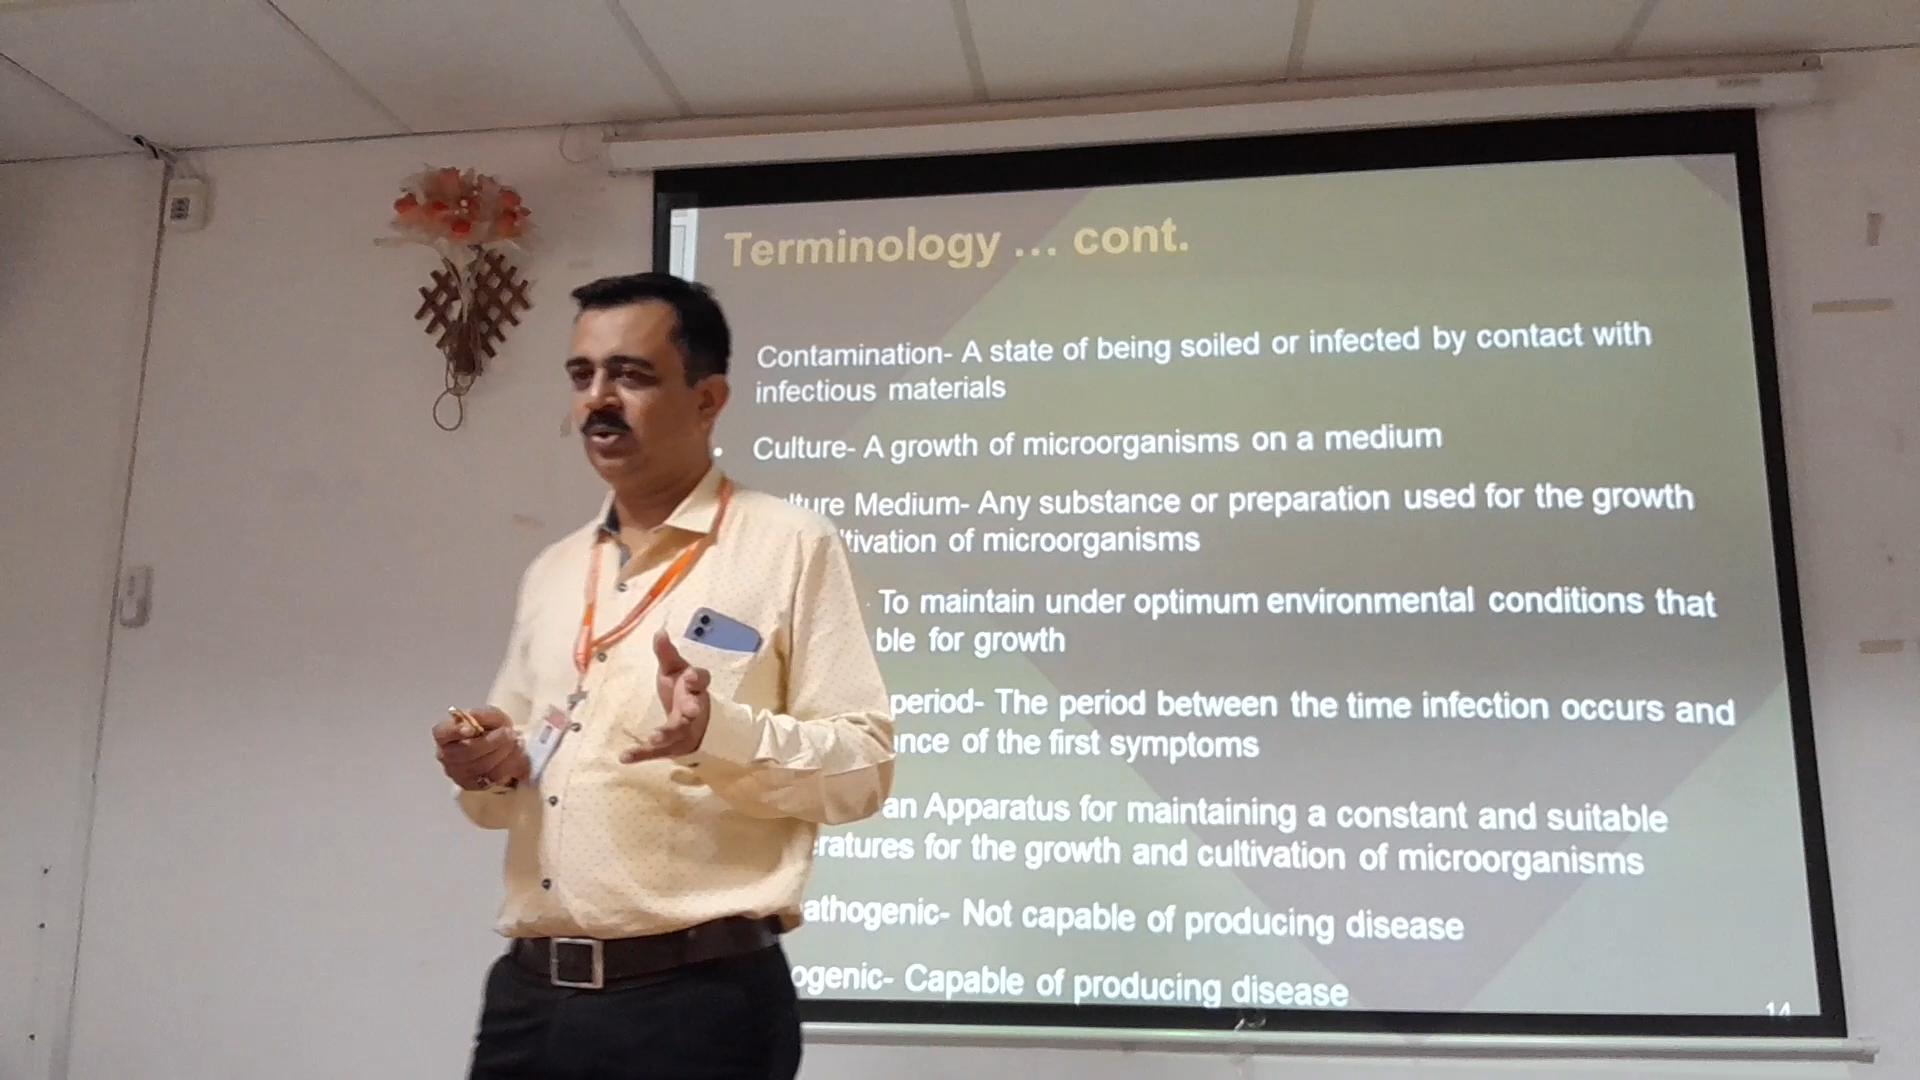 Terminology ... cont.
Contamination- A state of being soiled or infected by contact with
infectious materials
• Culture- A growth of microorganisms on a medium
Medium- Any substance or preparation used for the growth
of microorganisms
To maintain under optimum environmental conditions that
for growth
period- The period between the time infection occurs and
of the first symptoms
an Apparatus for maintaining a constant and suitable
for the growth and cultivation of microorganisms
Not capable of producing disease
Capable of producing disease
14